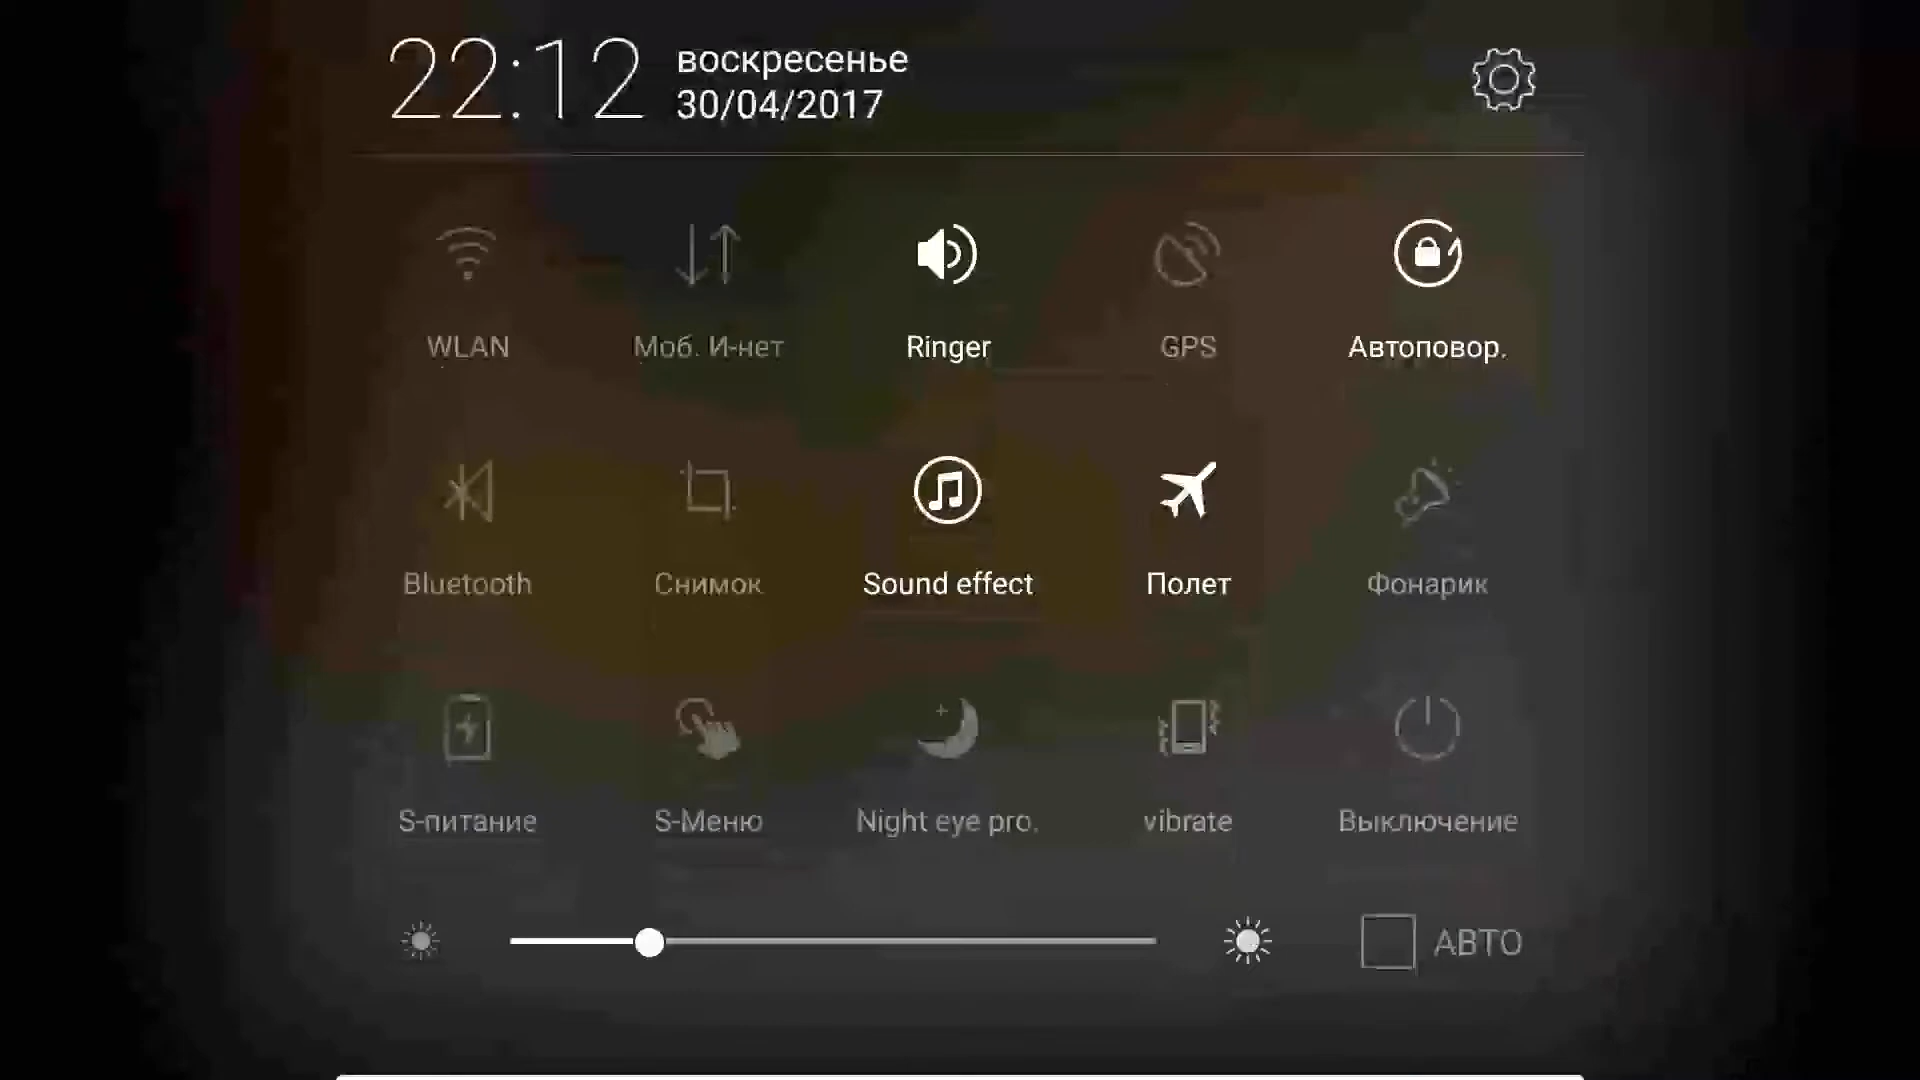 22:12
воскресенье
30/04/2017
WLAN
Моб. И-нет
Ringer
GPS
Автоповор.
Bluetooth
Снимок
Sound effect
Полет
Фонарик
S-питание
S-Меню
Night eye pro.
vibrate
Выключение
АВТО